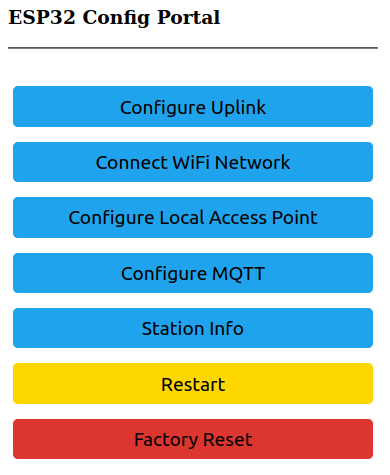 ESP32 Config Portal
Configure Uplink
Connect WiFi Network
Configure Local Access Point
Configure MQTT
Station Info
Restart
Factory Reset